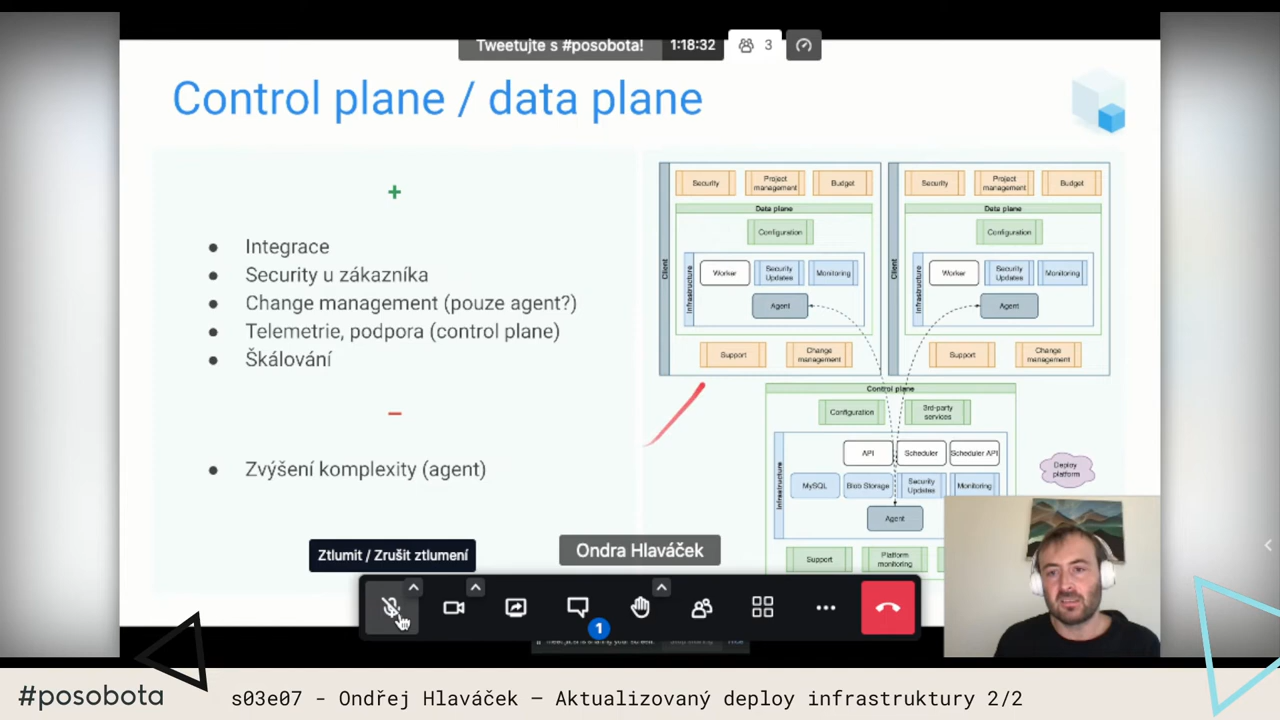 Tweetujte s #posobota!
1:18:32
3
Control plane / data plane
+
Integrace
Security u zákazníka
Change management (pouze agent?)
Telemetrie, podpora (control plane)
Škálování
−
Zvýšení komplexity (agent)
Client
Security
Project management
Budget
Data plane
Configuration
Infrastructure
Worker
Security Updates
Monitoring
Agent
Support
Change management
Client
Security
Project management
Budget
Data plane
Configuration
Infrastructure
Worker
Security Updates
Monitoring
Agent
Support
Change management
Control plane
Configuration
3rd-party services
Infrastructure
API
Scheduler
Scheduler API
MySQL
Blob Storage
Security Updates
Monitoring
Agent
Support
Platform monitoring
Deploy platform
Ztlumit / Zrušit ztlumení
Ondra Hlaváček
1
#posobota
s03e07 - Ondřej Hlaváček – Aktualizovaný deploy infrastruktury 2/2